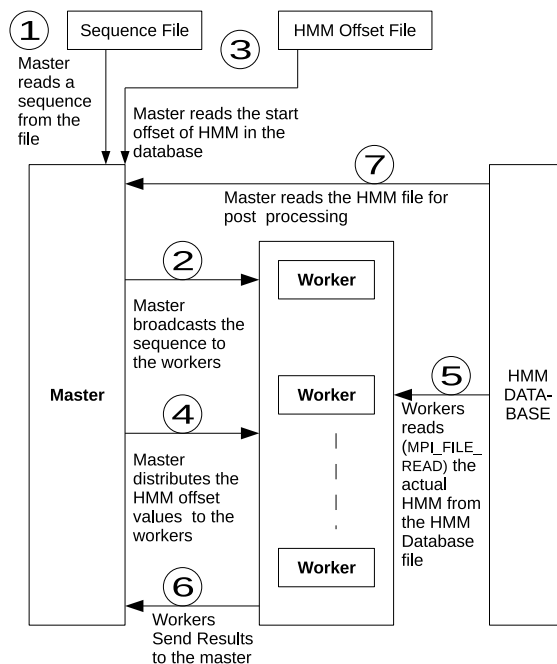 1
Sequence File
3
HMM Offset File
Master
reads a
sequence
from the
file
Master reads the start
offset of HMM in the
database
7
Master reads the HMM file for
post processing
2
Master
broadcasts the
sequence to
the workers
Worker
Master
4
Master
distributes the
HMM offset
values to the
workers
Worker
5
Workers
reads
(MPI_FILE_
READ) the
actual
HMM from
the HMM
Database
file
HMM
DATA-
BASE
Worker
6
Workers
Send Results
to the master